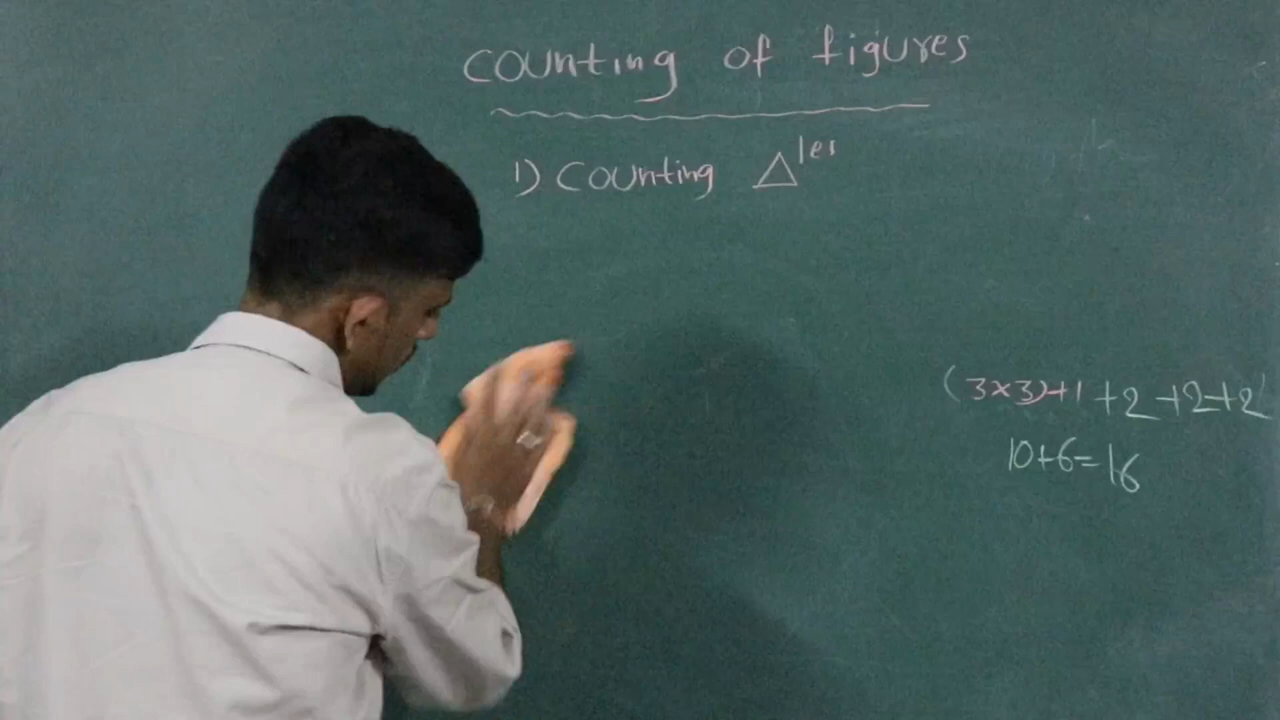 counting of figures
1) Counting △les
(3×3)+1 +2+2+2
10+6=16